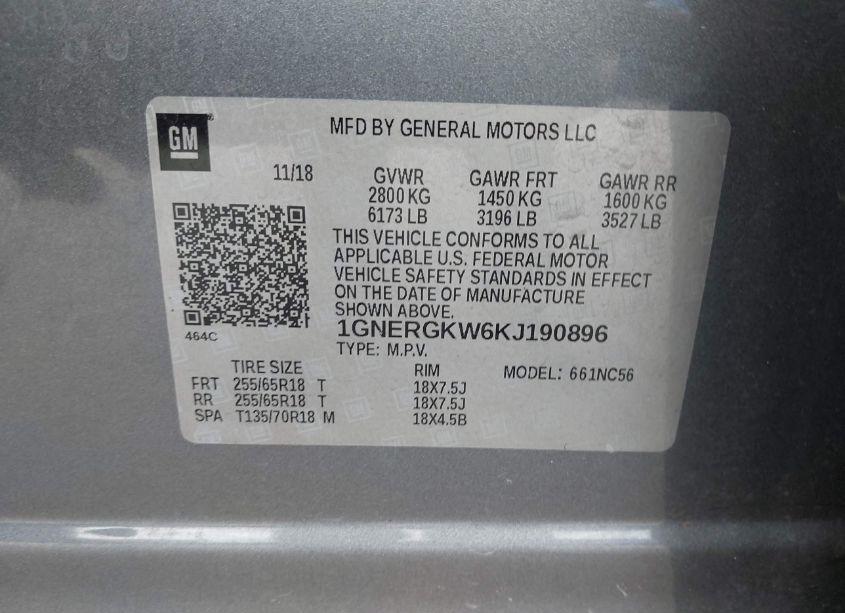 GM
MFD BY GENERAL MOTORS LLC
11/18
GVWR GAWR FRT GAWR RR
2800 KG 1450 KG 1600 KG
6173 LB 3196 LB 3527 LB
THIS VEHICLE CONFORMS TO ALL
APPLICABLE U.S. FEDERAL MOTOR
VEHICLE SAFETY STANDARDS IN EFFECT
ON THE DATE OF MANUFACTURE
SHOWN ABOVE.
464C
1GNERGKW6KJ190896
TYPE: M.P.V.
TIRE SIZE RIM MODEL: 661NC56
FRT 255/65R18 T 18X7.5J
RR 255/65R18 T 18X7.5J
SPA T135/70R18 M 18X4.5B